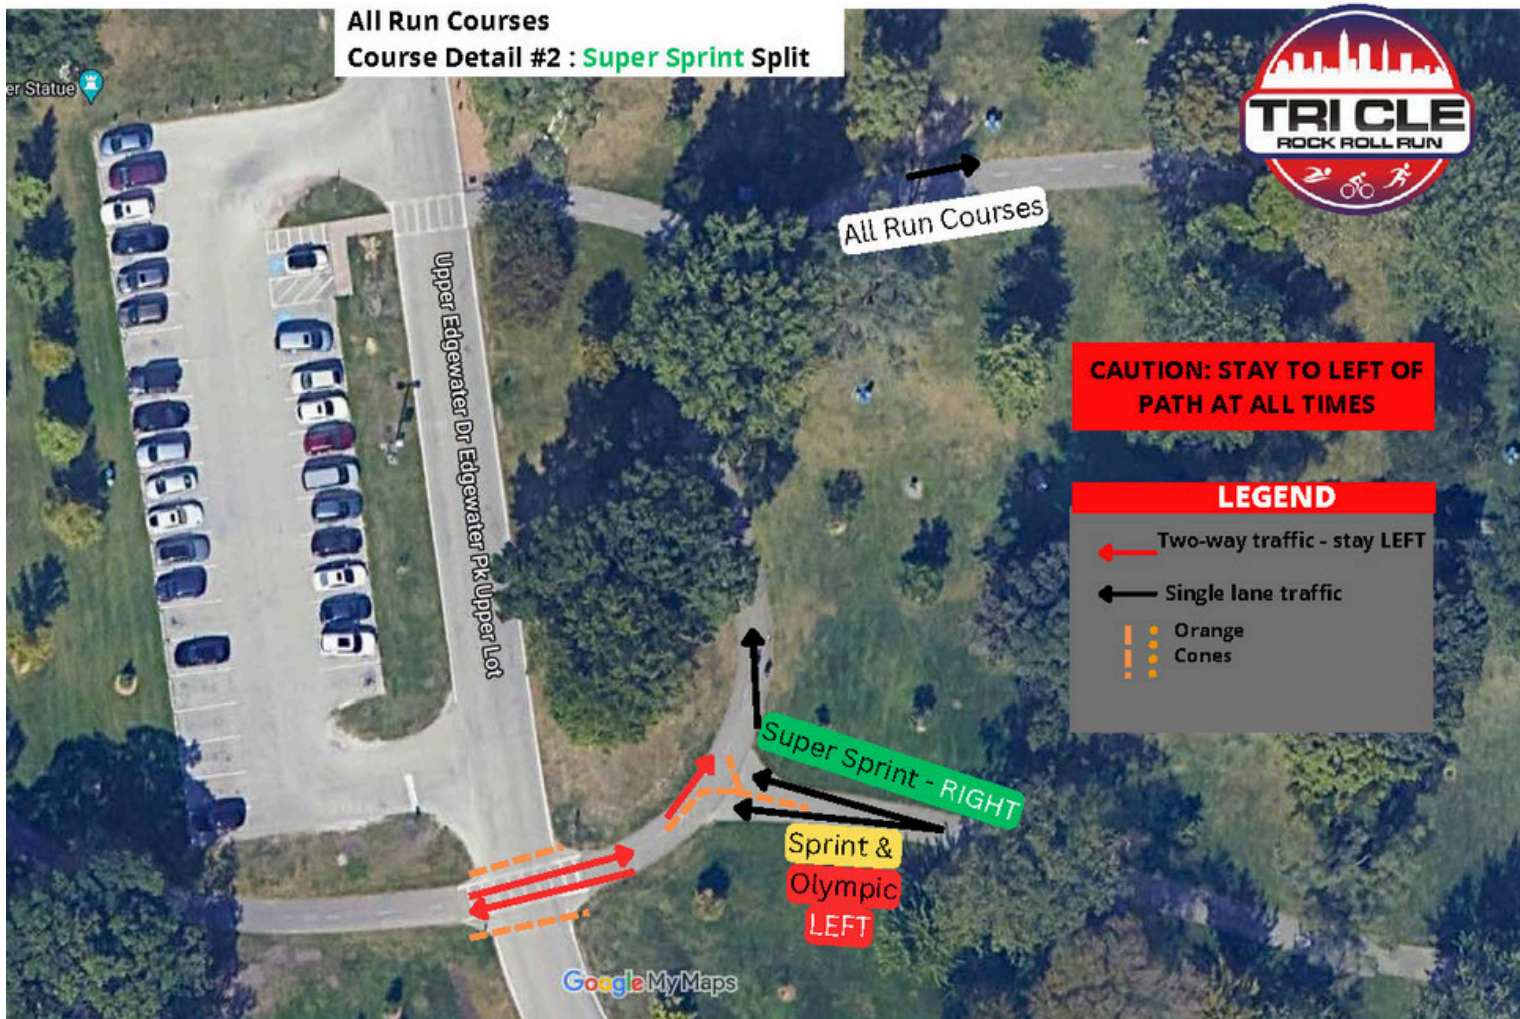 All Run Courses
Course Detail #2 : Super Sprint Split
er Statue
TRI CLE
ROCK ROLL RUN
All Run Courses
Upper Edgewater Dr Edgewater Pk Upper Lot
CAUTION: STAY TO LEFT OF
PATH AT ALL TIMES
LEGEND
Two-way traffic - stay LEFT
Single lane traffic
Orange
Cones
Super Sprint - RIGHT
Sprint &
Olympic
LEFT
Google My Maps